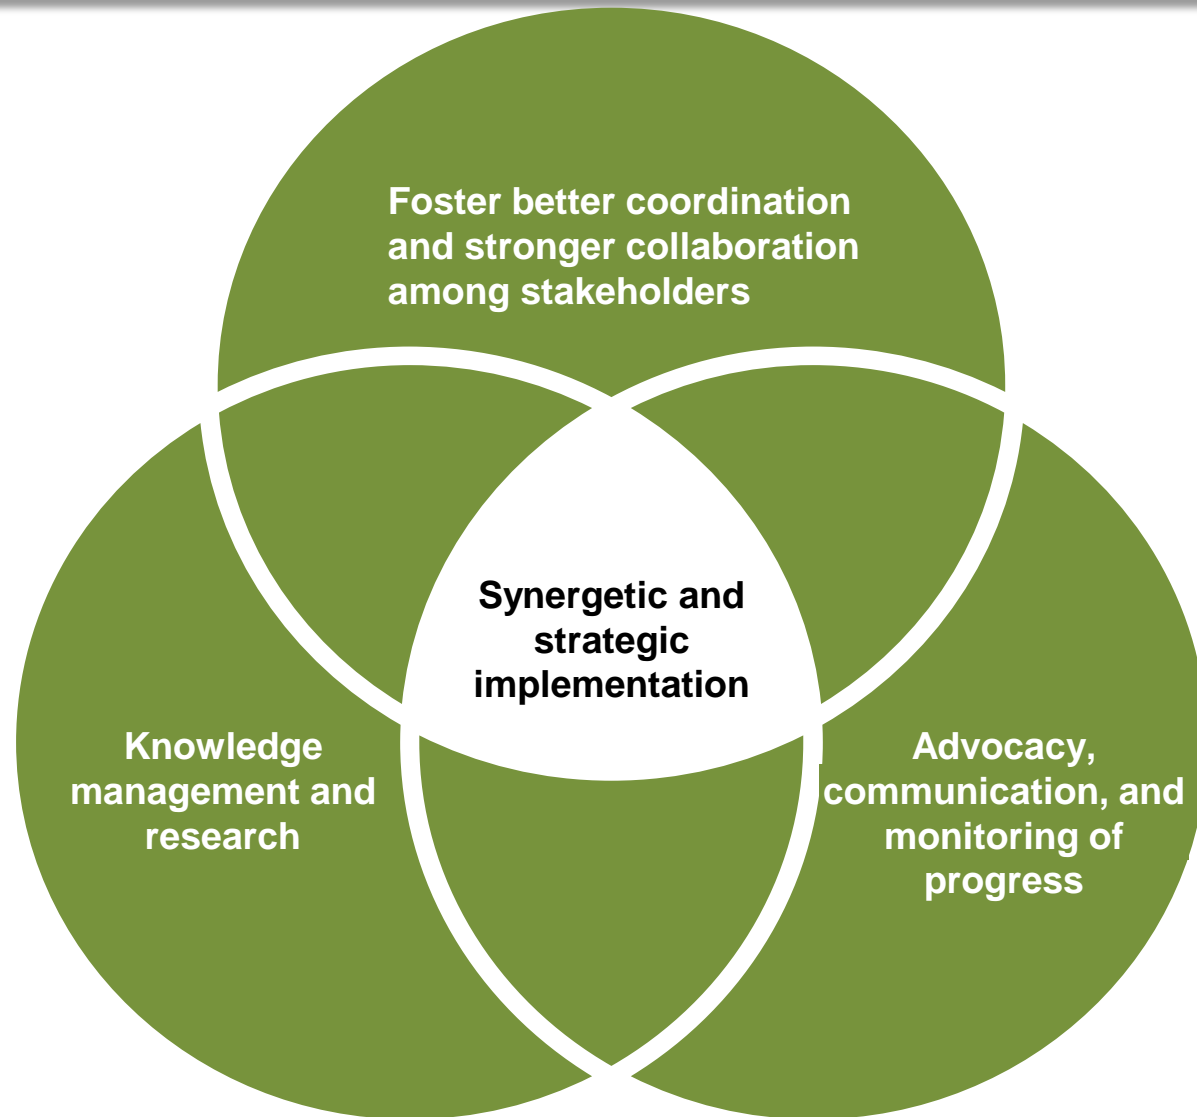 Foster better coordination
and stronger collaboration
among stakeholders
Synergetic and
strategic
implementation
Knowledge
management and
research
Advocacy,
communication, and
monitoring of
progress